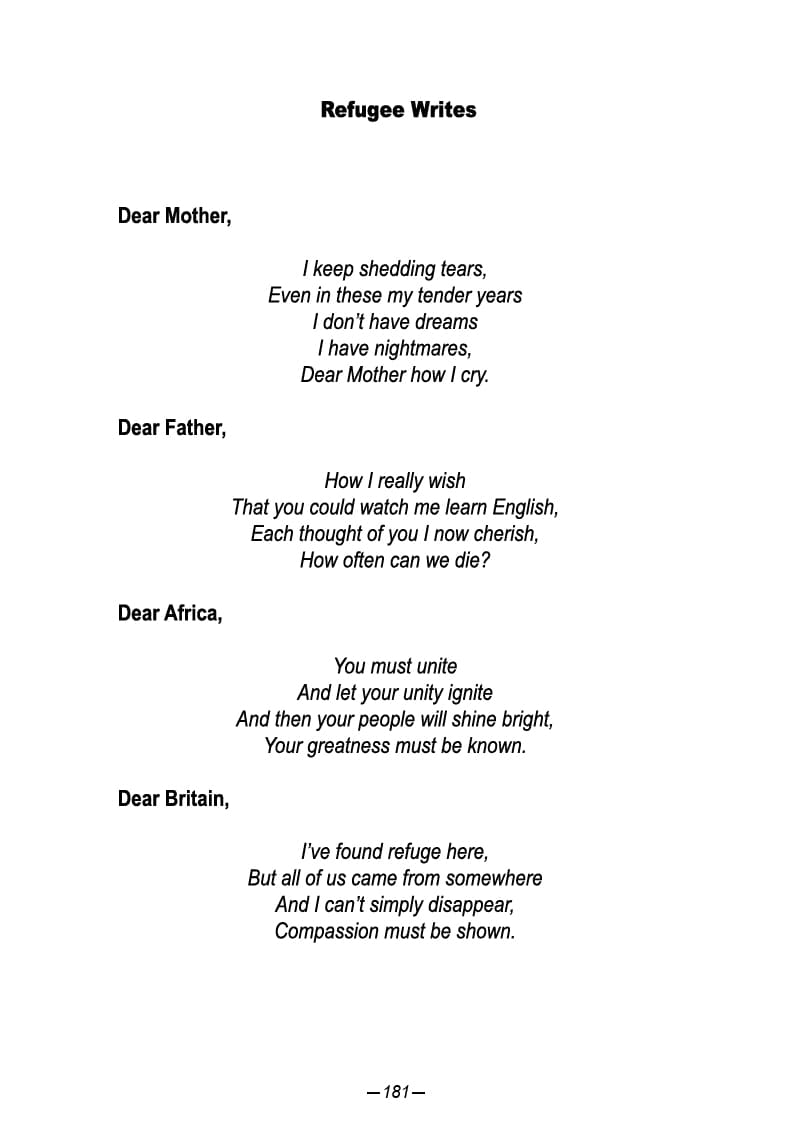 Refugee Writes
Dear Mother,
I keep shedding tears,
Even in these my tender years
I don’t have dreams
I have nightmares,
Dear Mother how I cry.
Dear Father,
How I really wish
That you could watch me learn English,
Each thought of you I now cherish,
How often can we die?
Dear Africa,
You must unite
And let your unity ignite
And then your people will shine bright,
Your greatness must be known.
Dear Britain,
I’ve found refuge here,
But all of us came from somewhere
And I can’t simply disappear,
Compassion must be shown.
—181—